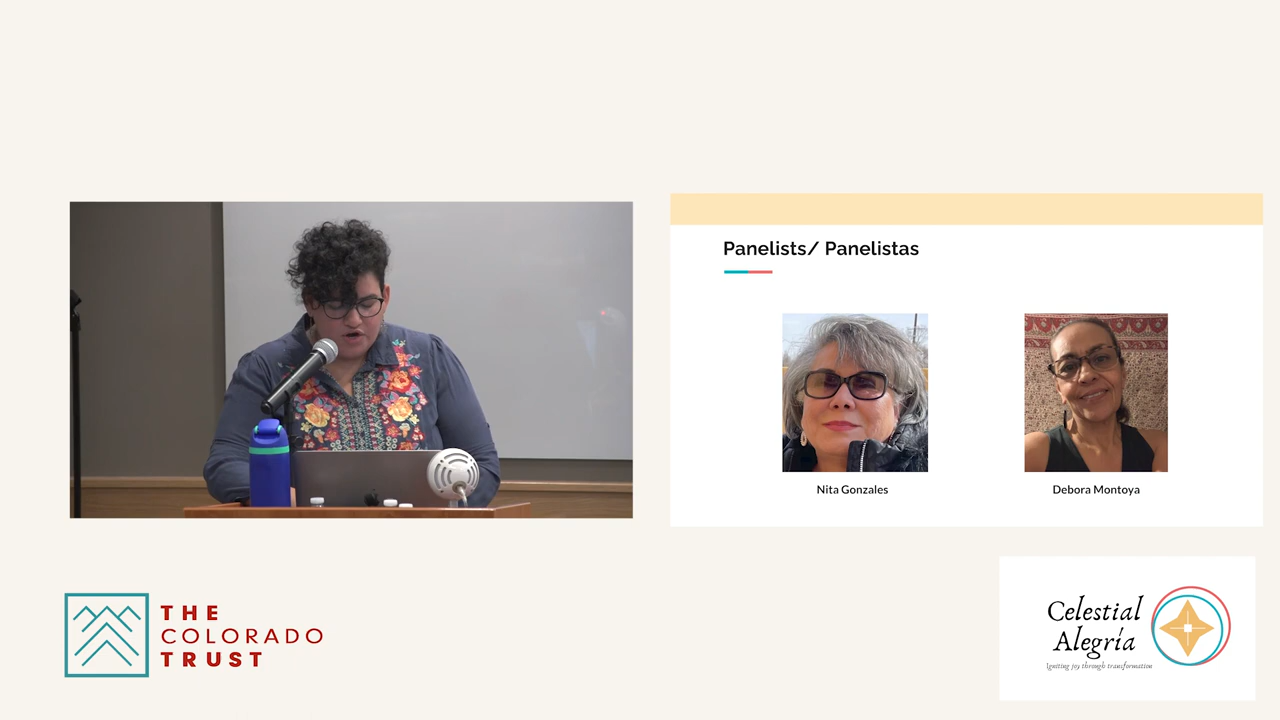 Panelists/ Panelistas
Nita Gonzales
Debora Montoya
THE
COLORADO
TRUST
Celestial
Alegría
Igniting joy through transformation